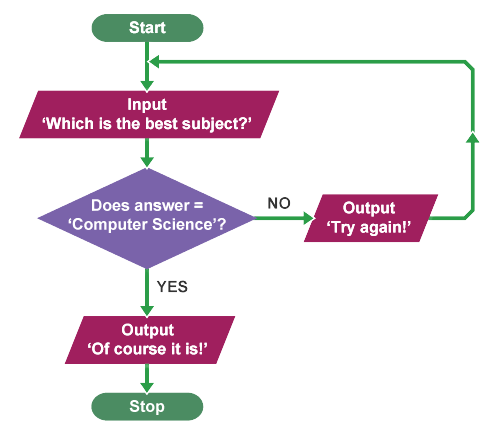 Start
Input
‘Which is the best subject?’
Does answer =
‘Computer Science’?
NO
Output
‘Try again!’
YES
Output
‘Of course it is!’
Stop